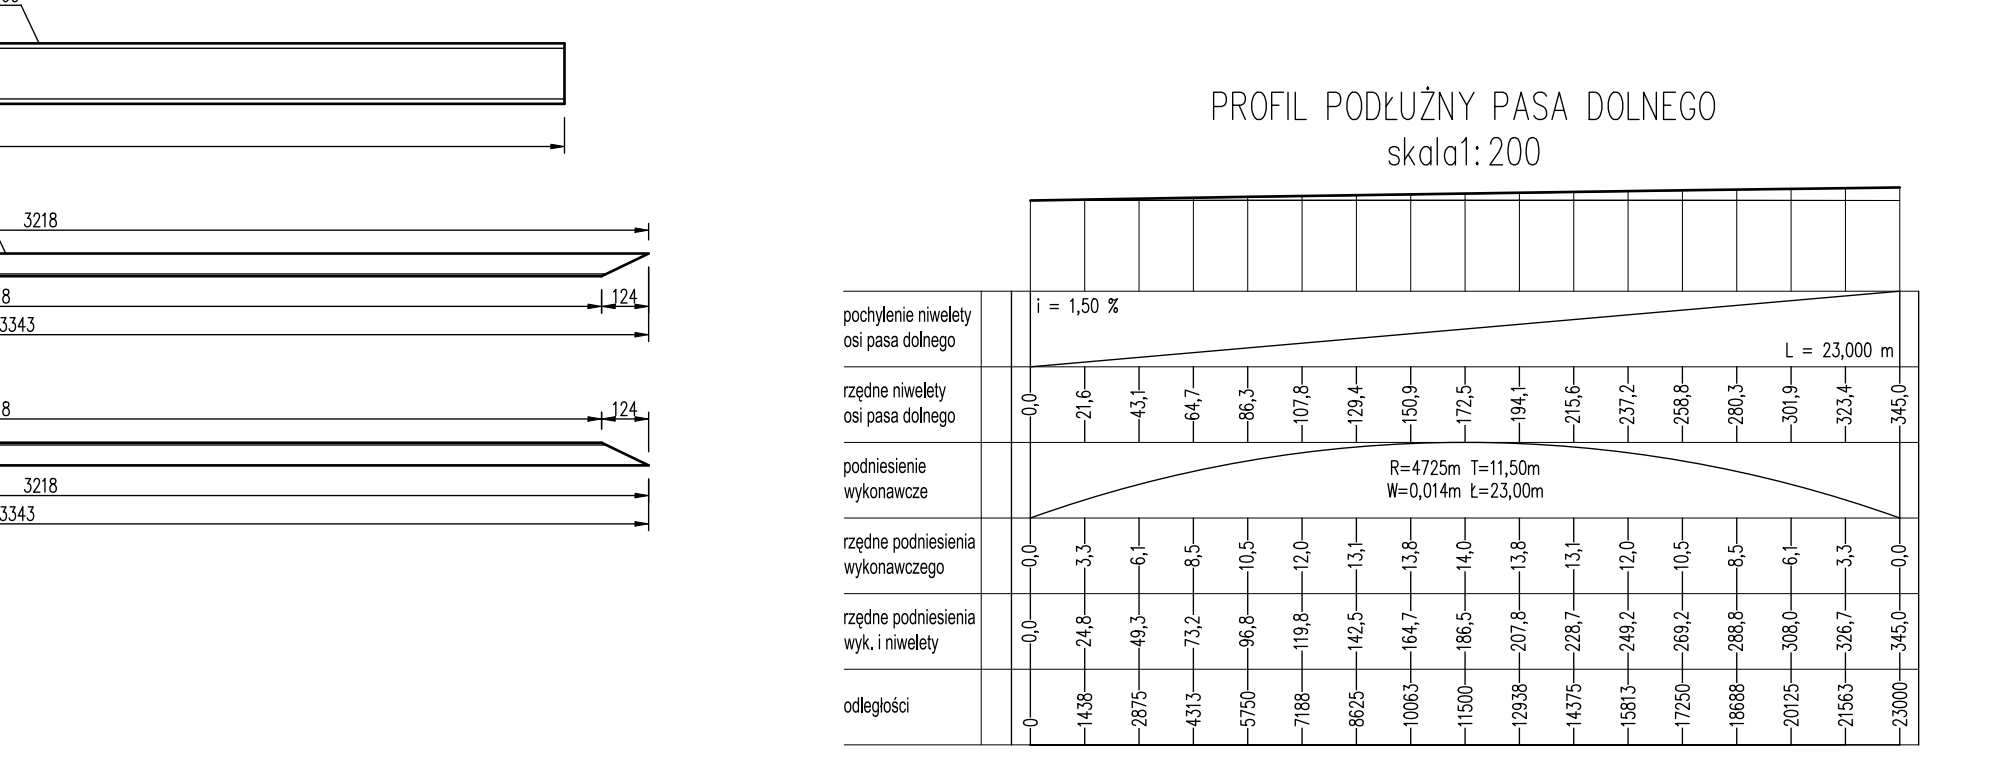 3218
8
124
3343
8
124
3218
3343
PROFIL PODŁUŻNY PASA DOLNEGO
skala1:200
pochylenie niwelety
osi pasa dolnego
i = 1,50 %
L = 23,000 m
rzędne niwelety
osi pasa dolnego
0,0 21,6 43,1 64,7 86,3 107,8 129,4 150,9 172,5 194,1 215,6 237,2 258,8 280,3 301,9 323,4 345,0
podniesienie
wykonawcze
R=4725m T=11,50m
W=0,014m Ł=23,00m
rzędne podniesienia
wykonawczego
0,0 3,3 6,1 8,5 10,5 12,0 13,1 13,8 14,0 13,8 13,1 12,0 10,5 8,5 6,1 3,3 0,0
rzędne podniesienia
wyk. i niwelety
0,0 24,8 49,3 73,2 96,8 119,8 142,5 164,7 186,5 207,8 228,7 249,2 269,2 288,8 308,0 326,7 345,0
odległości
0 1438 2875 4313 5750 7188 8625 10063 11500 12938 14375 15813 17250 18688 20125 21563 23000